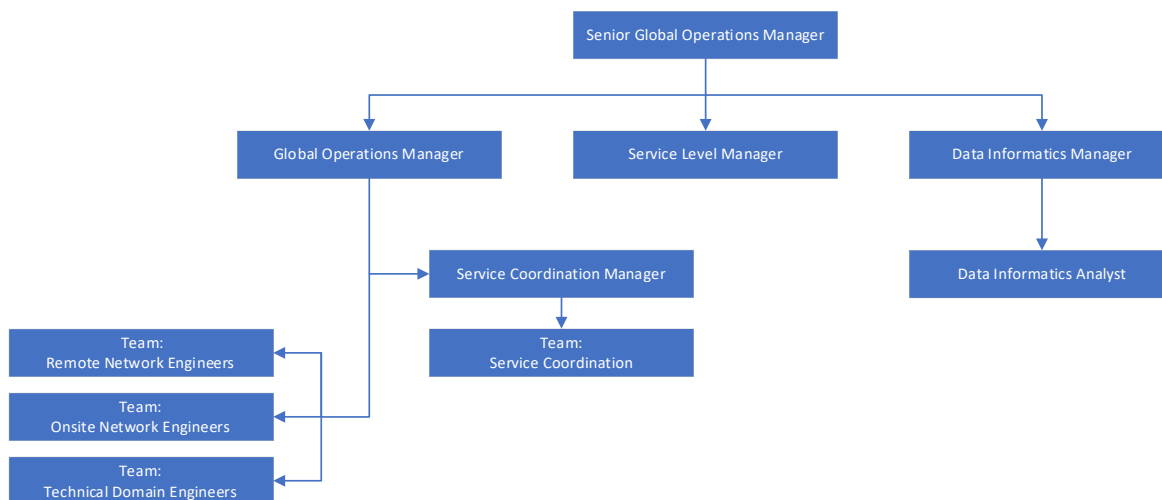 Senior Global Operations Manager
Global Operations Manager
Service Level Manager
Data Informatics Manager
Service Coordination Manager
Data Informatics Analyst
Team:
Remote Network Engineers
Team:
Service Coordination
Team:
Onsite Network Engineers
Team:
Technical Domain Engineers